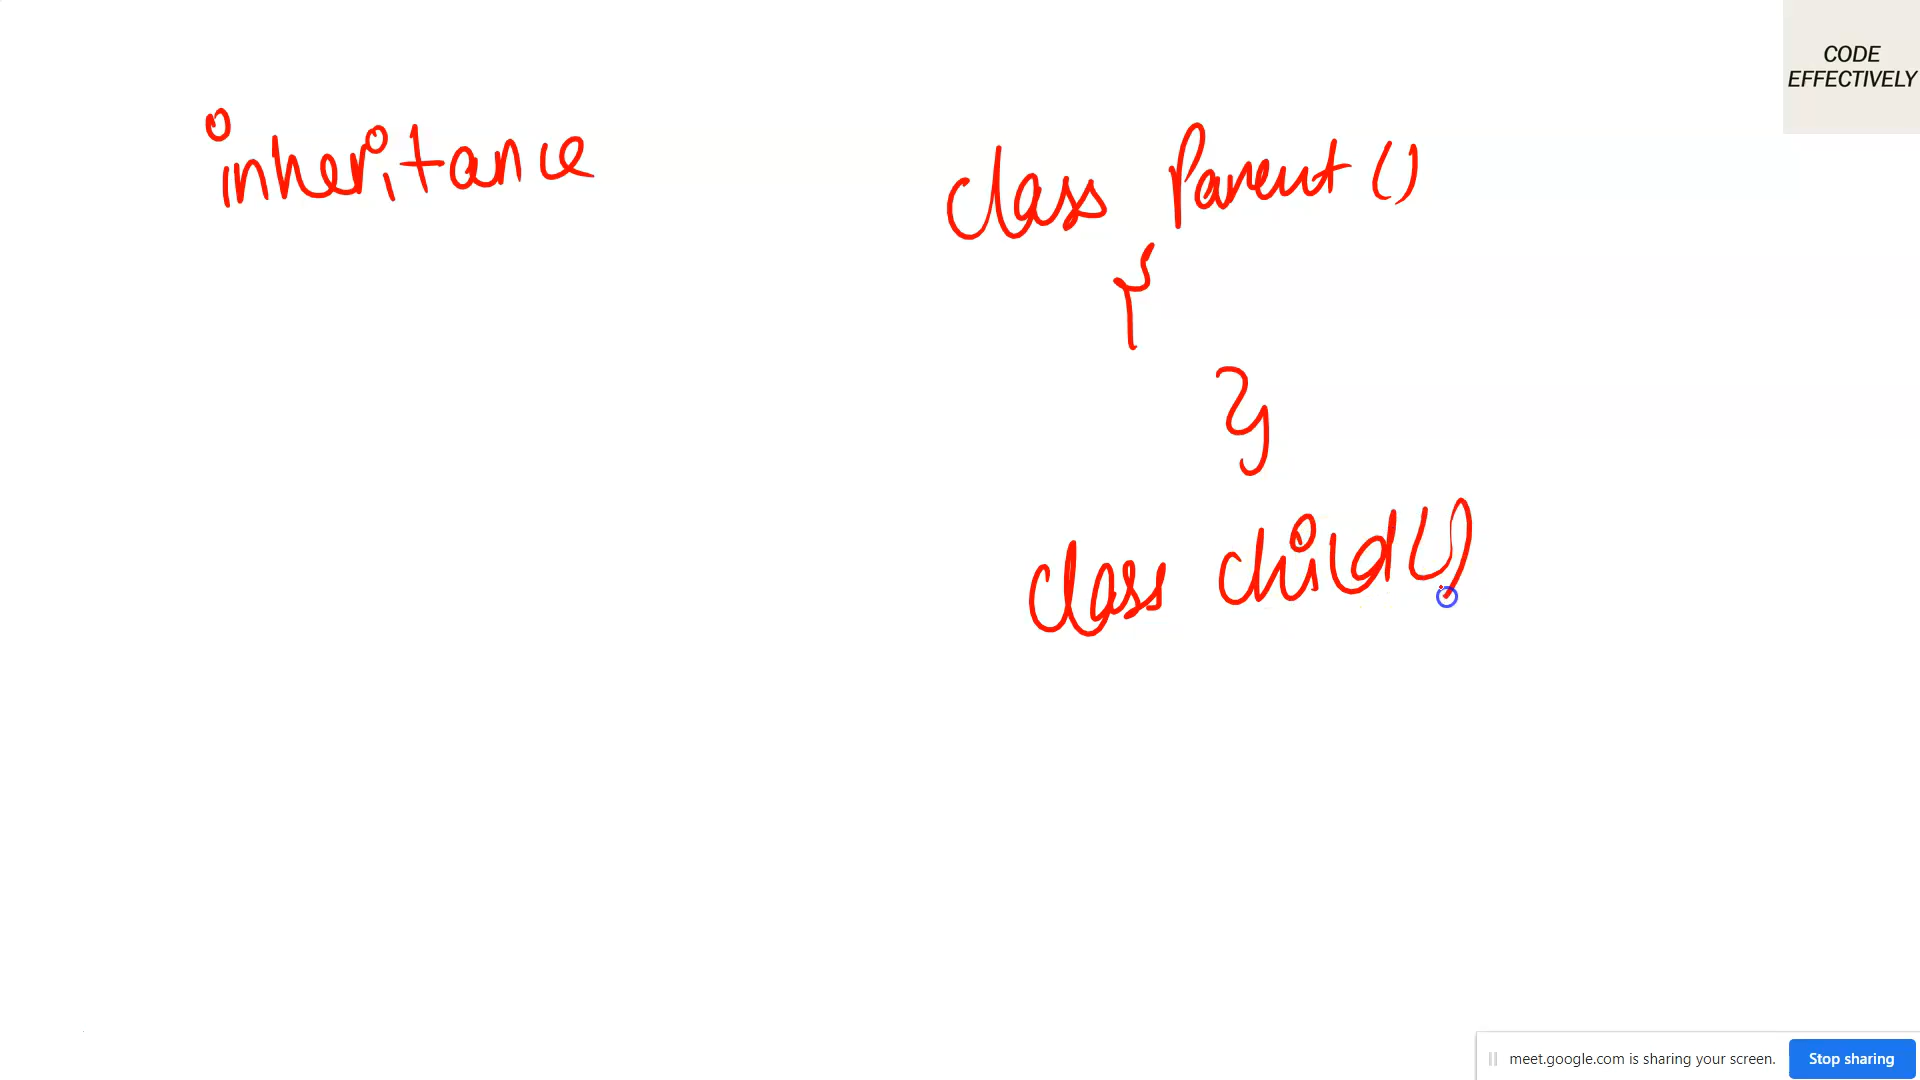 CODE
EFFECTIVELY
inheritance
class Parent ()
{
}
class child()
meet.google.com is sharing your screen. Stop sharing